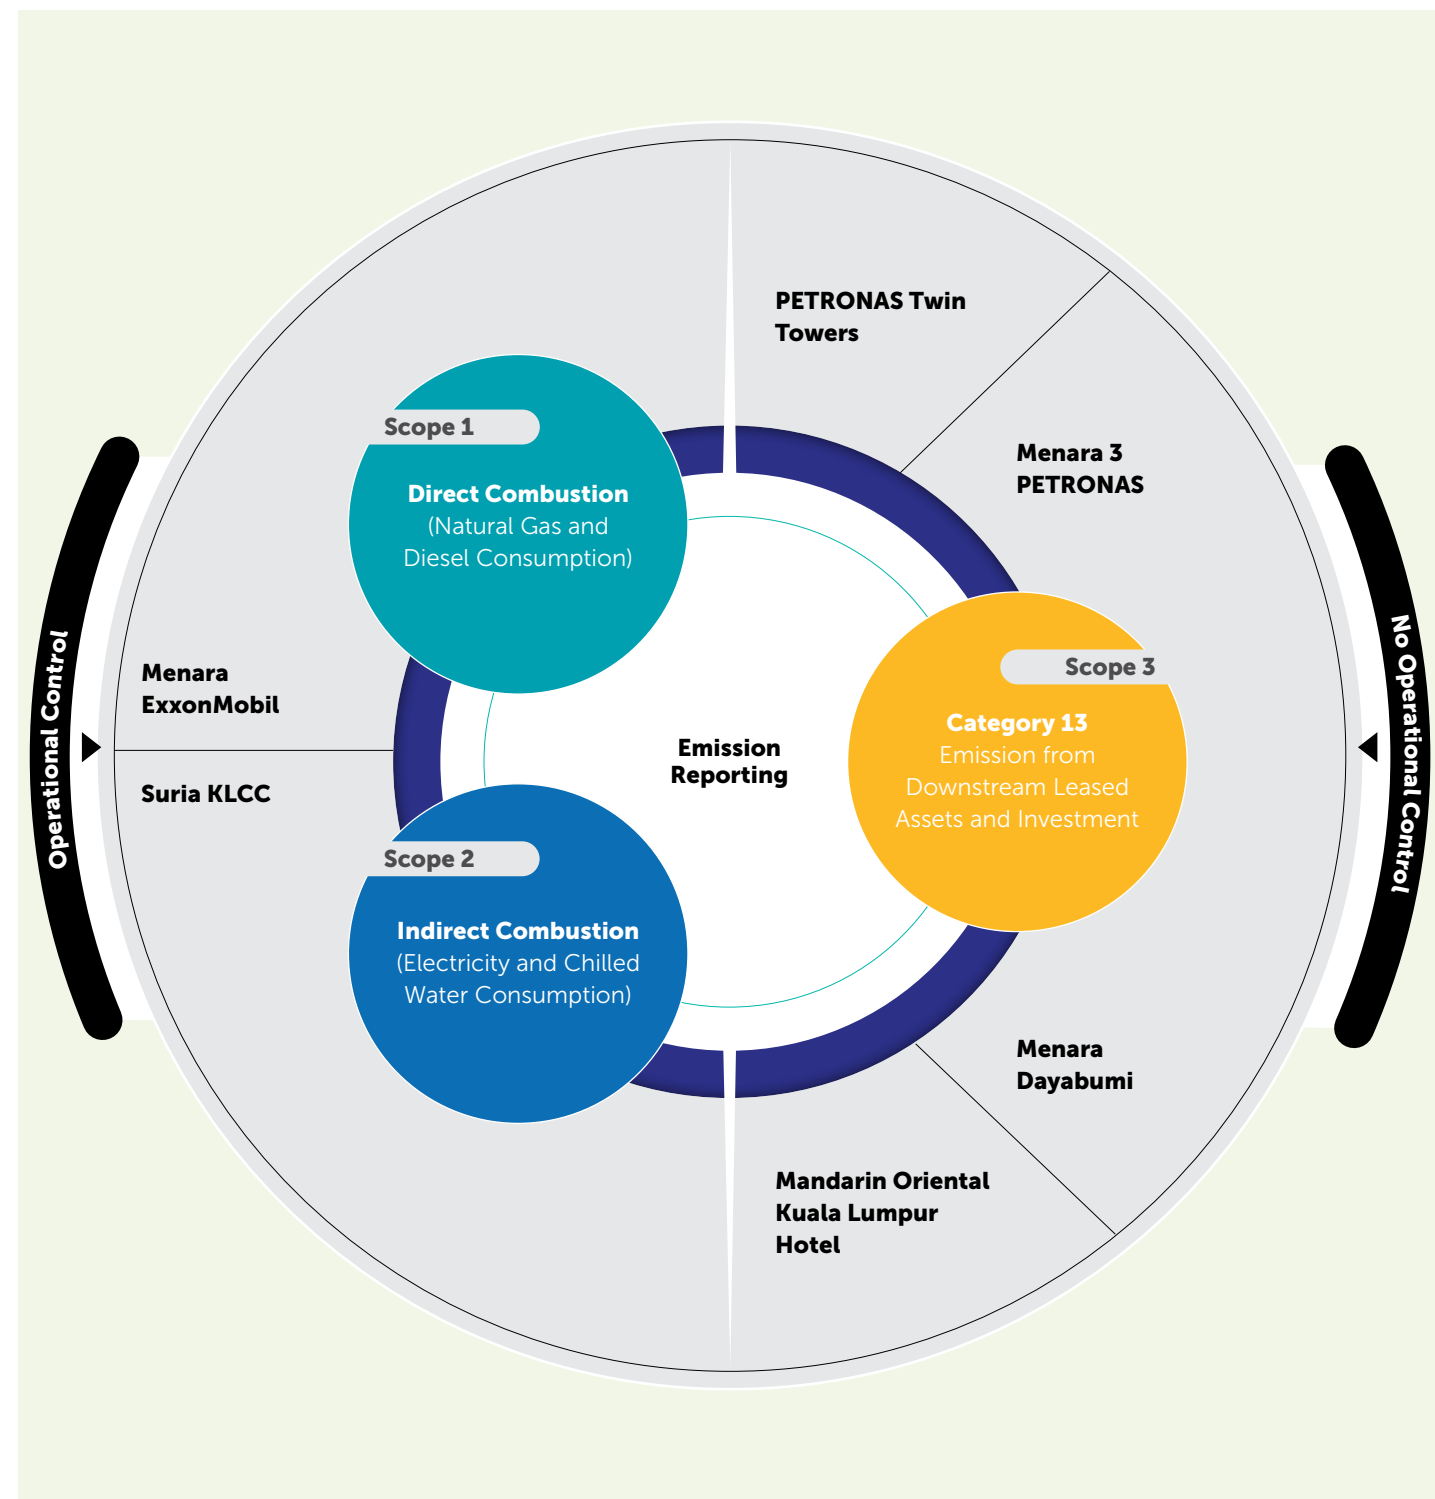 PETRONAS Twin
Towers
Menara 3
PETRONAS
Scope 1
Direct Combustion
(Natural Gas and
Diesel Consumption)
Operational Control
Menara
ExxonMobil
Suria KLCC
Emission
Reporting
Scope 3
Category 13
Emission from
Downstream Leased
Assets and Investment
No Operational Control
Scope 2
Indirect Combustion
(Electricity and Chilled
Water Consumption)
Menara
Dayabumi
Mandarin Oriental
Kuala Lumpur
Hotel